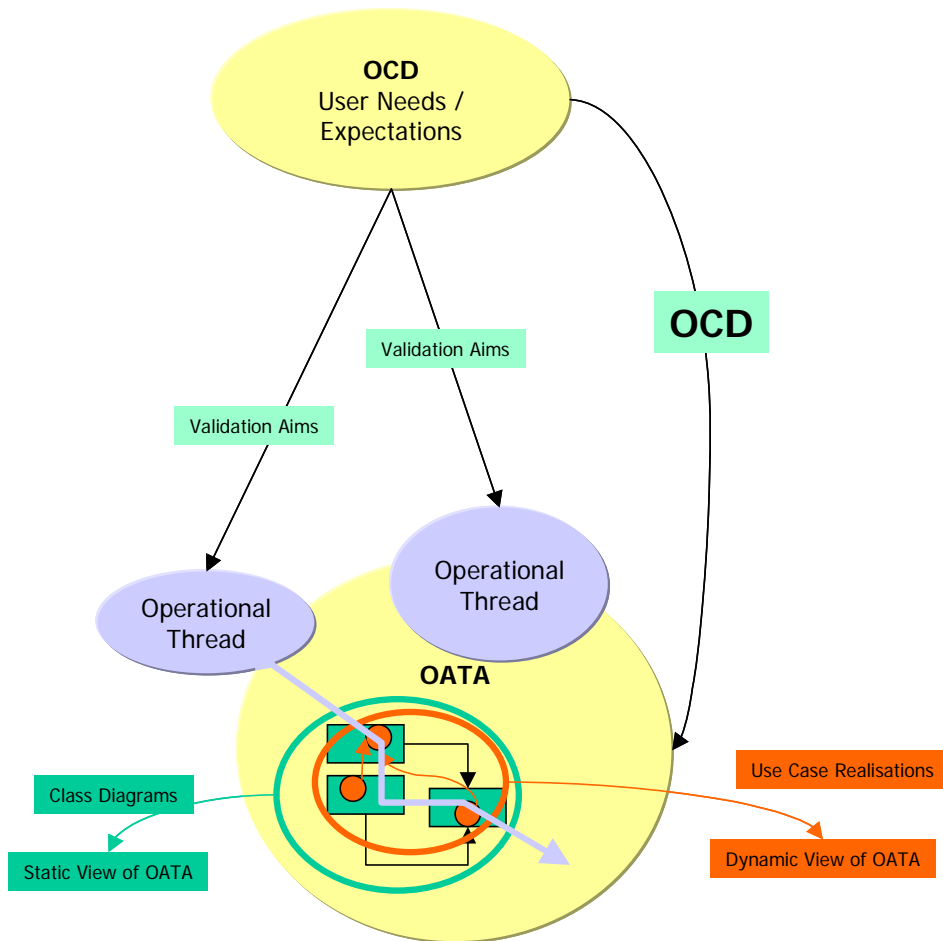 OCD
User Needs /
Expectations
OCD
Validation Aims
Validation Aims
Operational
Thread
Operational
Thread
OATA
Use Case Realisations
Class Diagrams
Dynamic View of OATA
Static View of OATA